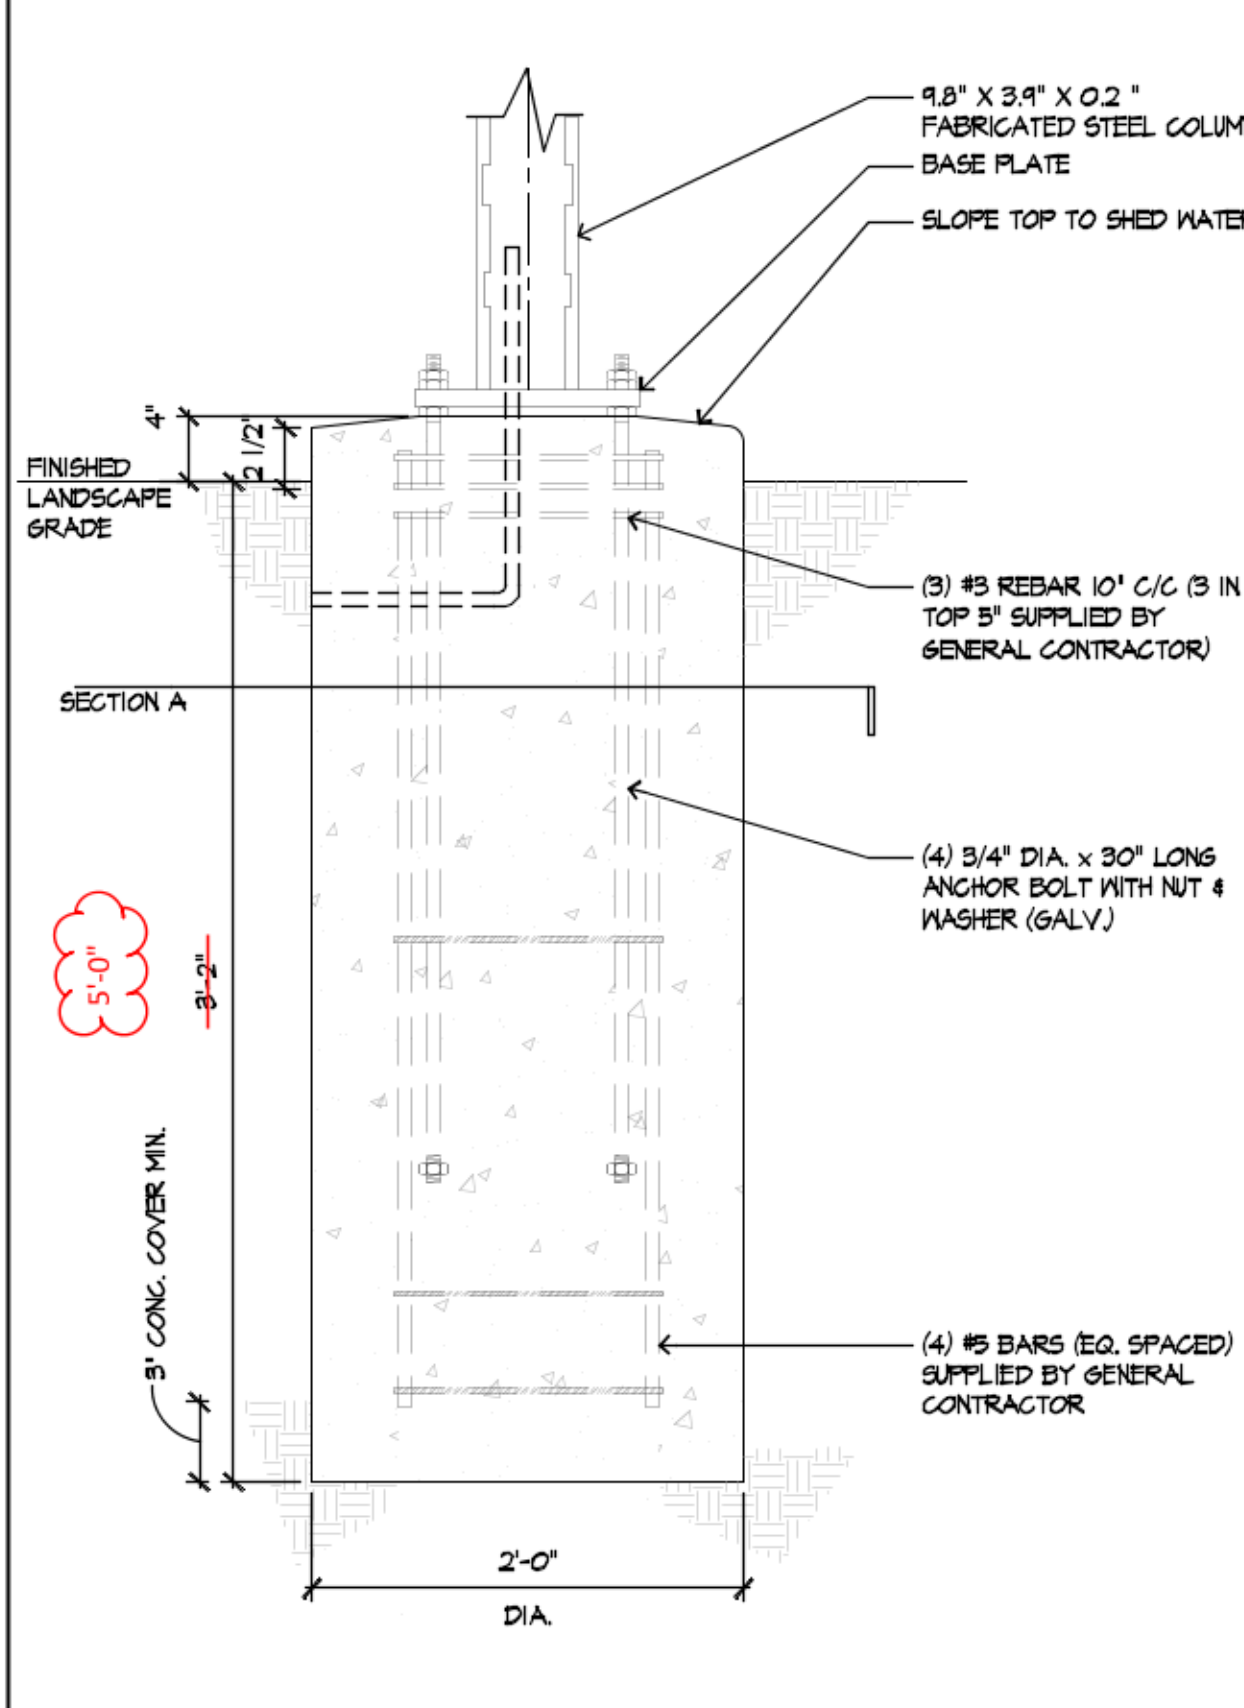 9.8" X 3.9" X 0.2 "
FABRICATED STEEL COLUM
BASE PLATE
SLOPE TOP TO SHED WATER
4"
2 1/2'
FINISHED
LANDSCAPE
GRADE
(3) #3 REBAR 10' C/C (3 IN
TOP 5" SUPPLIED BY
GENERAL CONTRACTOR)
SECTION A
(4) 3/4" DIA. x 30" LONG
ANCHOR BOLT WITH NUT &
WASHER (GALV.)
5'-0"
3'-2"
3' CONC. COVER MIN.
(4) #5 BARS (EQ. SPACED)
SUPPLIED BY GENERAL
CONTRACTOR
2'-0"
DIA.